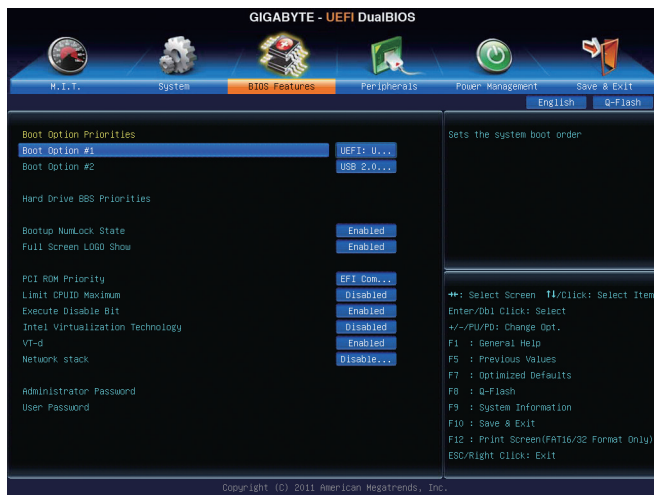 GIGABYTE - UEFI DualBIOS
M.I.T. System BIOS Features Peripherals Power Management Save & Exit
English Q-Flash
Boot Option Priorities
Boot Option #1 UEFI: U...
Boot Option #2 USB 2.0...
Hard Drive BBS Priorities
Bootup NumLock State Enabled
Full Screen LOGO Show Enabled
PCI ROM Priority EFI Com...
Limit CPUID Maximum Disabled
Execute Disable Bit Enabled
Intel Virtualization Technology Disabled
VT-d Enabled
Network stack Disable...
Administrator Password
User Password
Sets the system boot order
→←: Select Screen ↑↓/Click: Select Item
Enter/Dbl Click: Select
+/-/PU/PD: Change Opt.
F1 : General Help
F5 : Previous Values
F7 : Optimized Defaults
F8 : Q-Flash
F9 : System Information
F10 : Save & Exit
F12 : Print Screen(FAT16/32 Format Only)
ESC/Right Click: Exit
Copyright (C) 2011 American Megatrends, Inc.